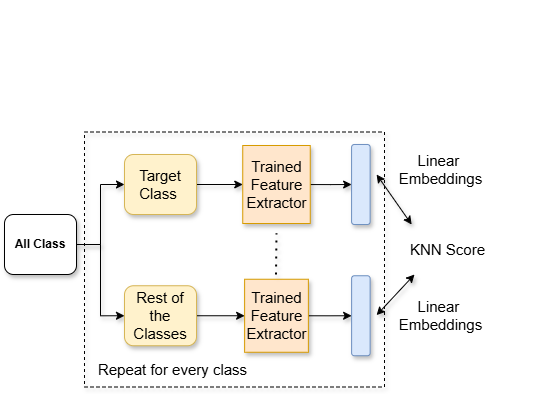 All Class
Target
Class
Trained
Feature
Extractor
Linear
Embeddings
KNN Score
Rest of
the
Classes
Trained
Feature
Extractor
Linear
Embeddings
Repeat for every class